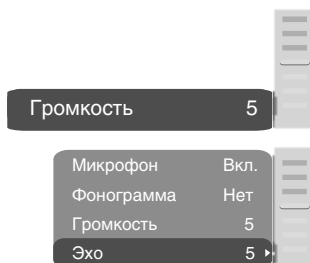 Громкость 5
Микрофон Вкл.
Фонограмма Нет
Громкость 5
Эхо 5